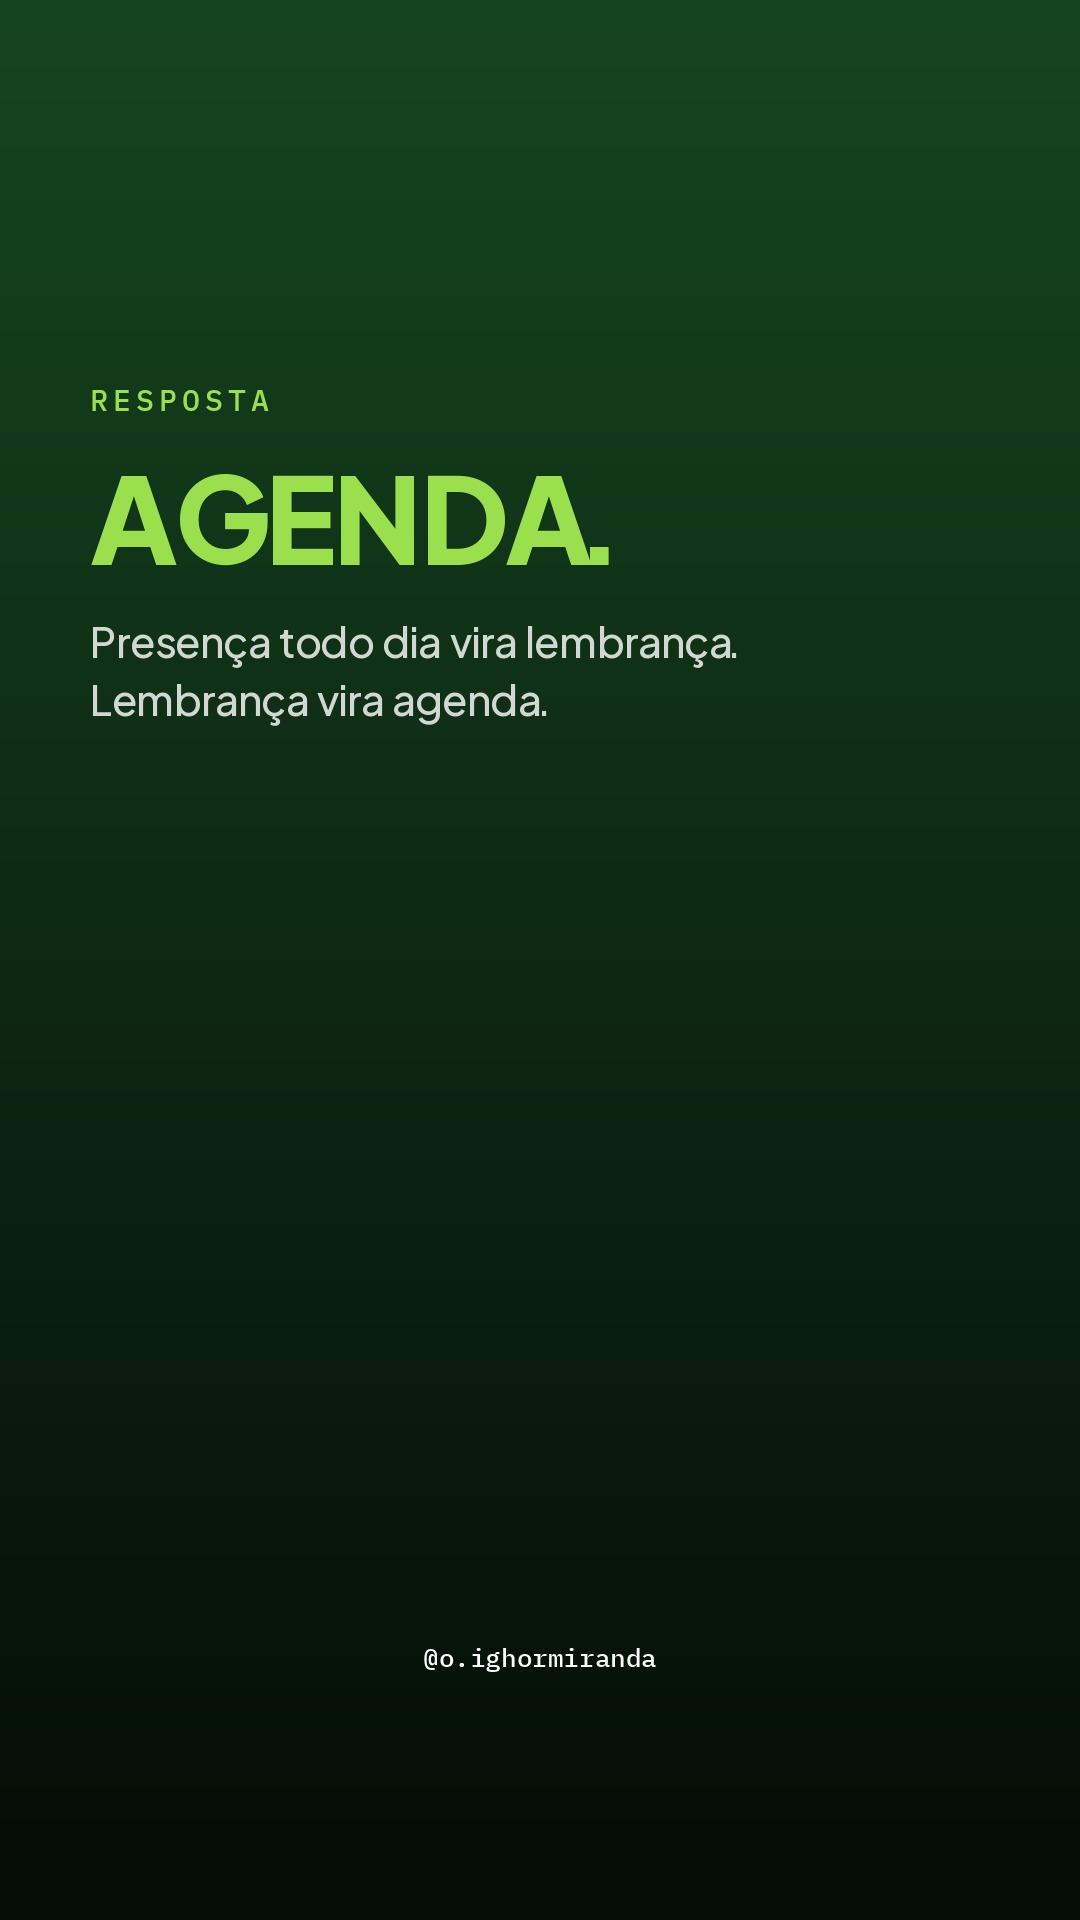 RESPOSTA
AGENDA.
Presença todo dia vira lembrança.
Lembrança vira agenda.
@o.ighormiranda